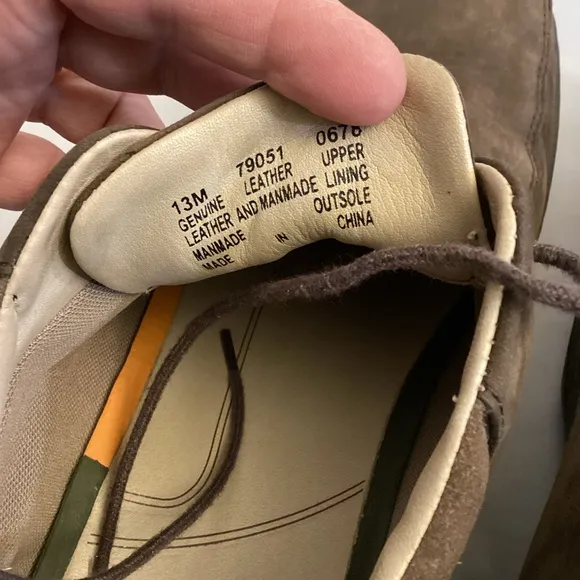 13M 79051 0676
GENUINE LEATHER UPPER
LEATHER AND MANMADE LINING
MANMADE OUTSOLE
MADE IN CHINA